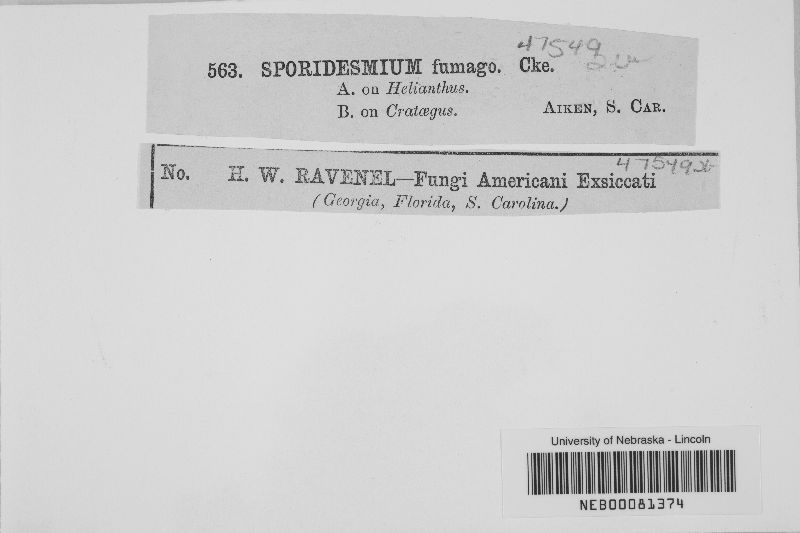 47549
563. SPORIDESMIUM fumago. Cke.
A. on Helianthus.
B. on Cratægus. AIKEN, S. CAR.
47549
No. H. W. RAVENEL—Fungi Americani Exsiccati
(Georgia, Florida, S. Carolina.)
University of Nebraska - Lincoln
NEB00081374